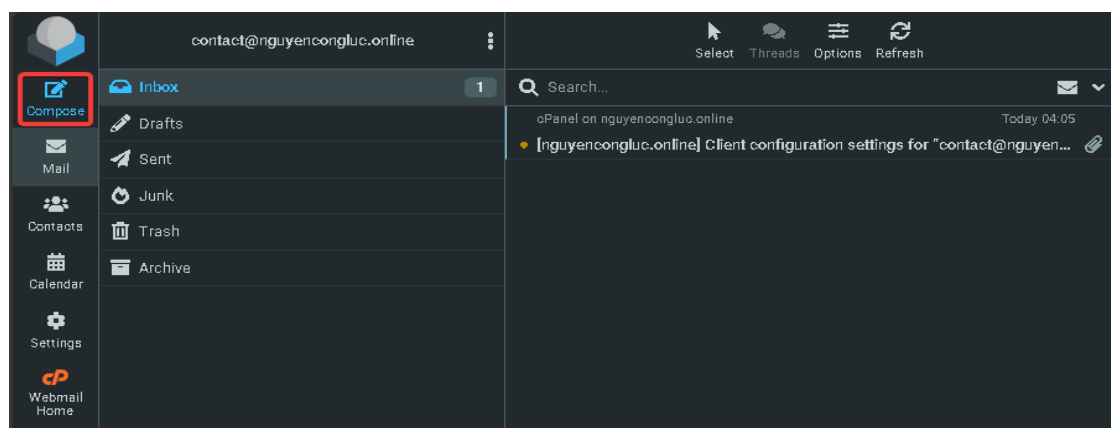 contact@nguyencongluc.online
Select
Threads
Options
Refresh
Compose
Mail
Contacts
Calendar
Settings
cP
Webmail
Home
Inbox
1
Drafts
Sent
Junk
Trash
Archive
Search...
cPanel on nguyencongluc.online
Today 04:05
[nguyencongluc.online] Client configuration settings for "contact@nguyen...